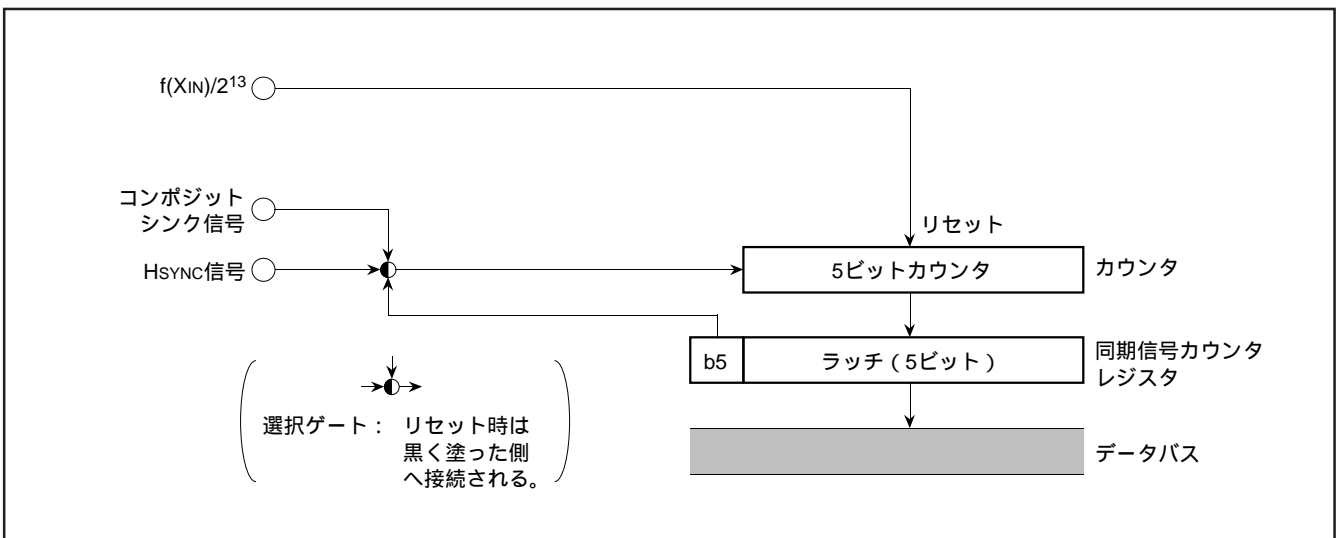 f(XIN)/2¹³
コンポジット
シンク信号
HSYNC信号
リセット
5ビットカウンタ
カウンタ
b5
ラッチ（5ビット）
同期信号カウンタ
レジスタ
選択ゲート： リセット時は
黒く塗った側
へ接続される。
データバス